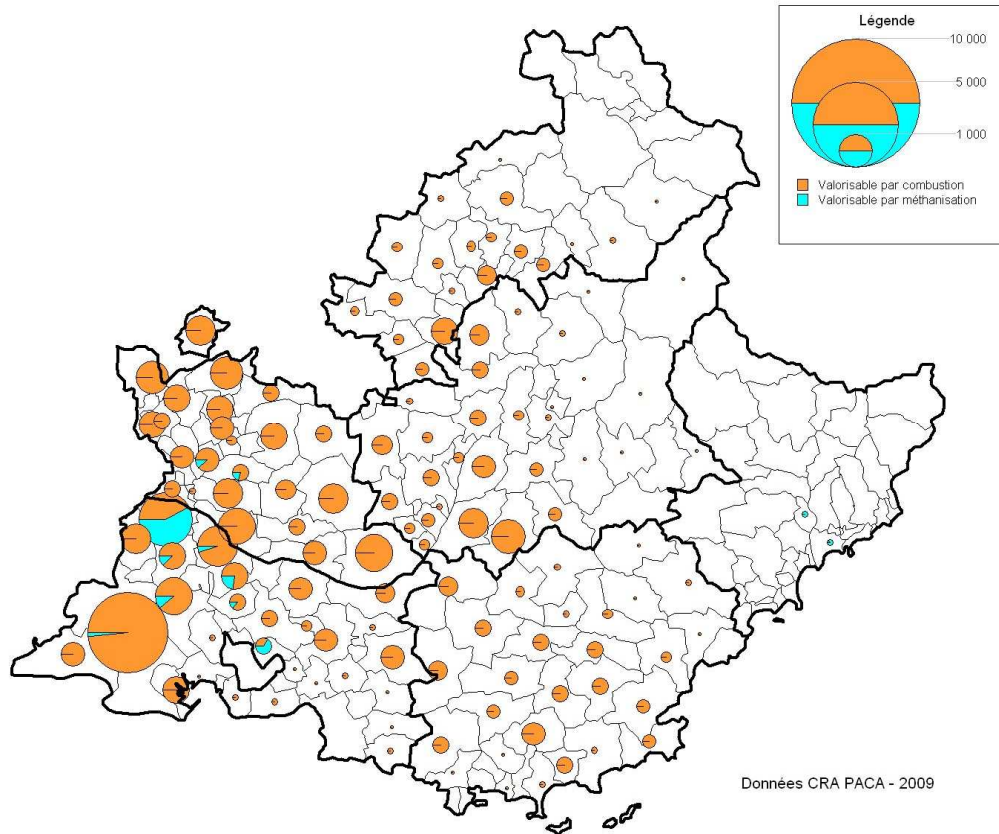 Légende
10 000
5 000
1 000
Valorisable par combustion
Valorisable par méthanisation
Données CRA PACA - 2009